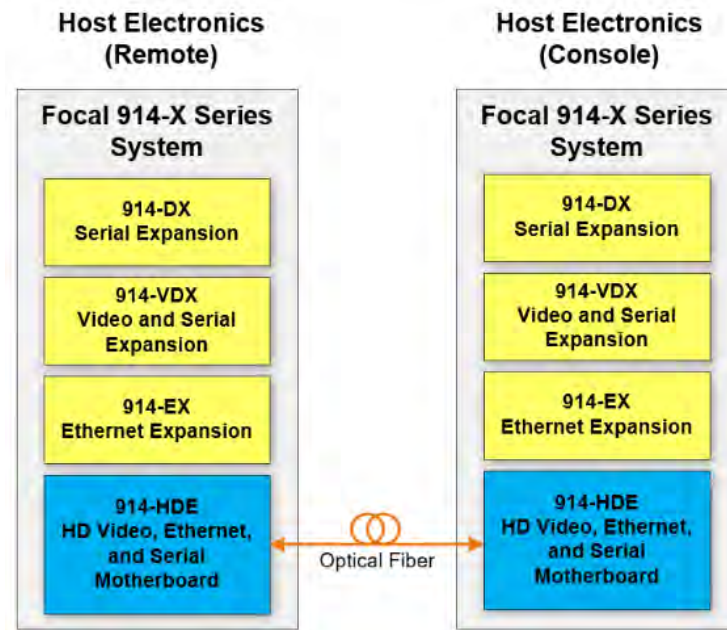 Host Electronics
(Remote)
Focal 914-X Series
System
914-DX
Serial Expansion
914-VDX
Video and Serial
Expansion
914-EX
Ethernet Expansion
914-HDE
HD Video, Ethernet,
and Serial
Motherboard
Optical Fiber
Host Electronics
(Console)
Focal 914-X Series
System
914-DX
Serial Expansion
914-VDX
Video and Serial
Expansion
914-EX
Ethernet Expansion
914-HDE
HD Video, Ethernet,
and Serial
Motherboard